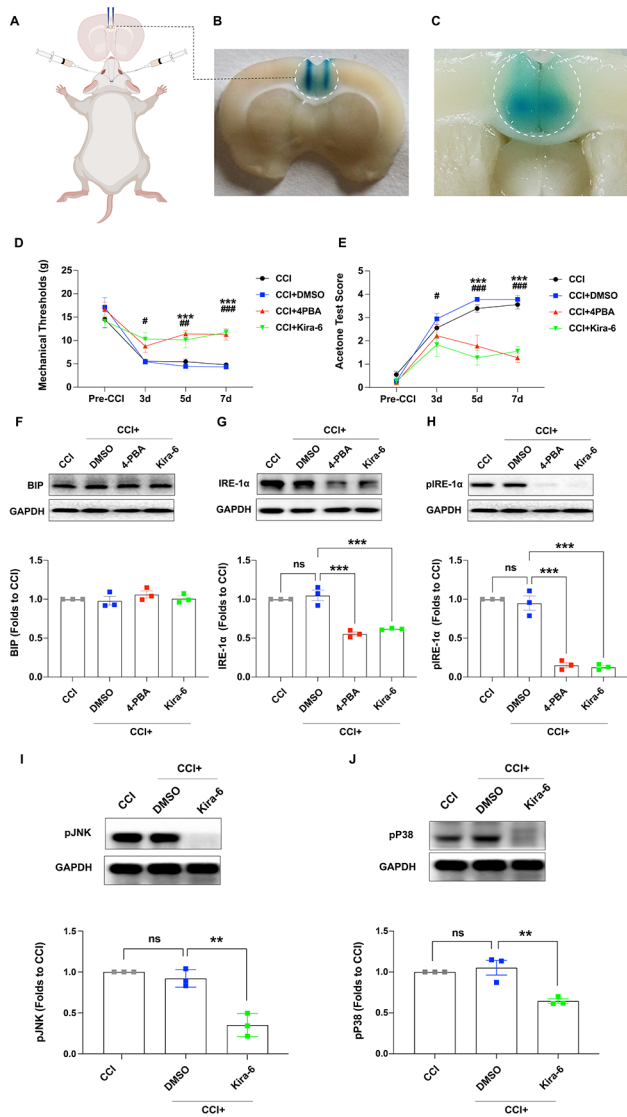 A
B
C
D
Mechanical Thresholds (g)
25
20
15
10
5
0
Pre-CCI 3d 5d 7d
#
***
##
***
###
CCI
CCI+DMSO
CCI+4PBA
CCI+Kira-6
E
Acetone Test Score
5
4
3
2
1
0
Pre-CCI 3d 5d 7d
#
***
###
***
###
CCI
CCI+DMSO
CCI+4PBA
CCI+Kira-6
F
CCI+
CCI DMSO 4-PBA Kira-6
BIP
GAPDH
BIP (Folds to CCI)
1.5
1.0
0.5
0.0
CCI DMSO 4-PBA Kira-6
CCI+
G
CCI+
CCI DMSO 4-PBA Kira-6
IRE-1α
GAPDH
IRE-1α (Folds to CCI)
1.5
1.0
0.5
0.0
ns
***
***
CCI DMSO 4-PBA Kira-6
CCI+
H
CCI+
CCI DMSO 4-PBA Kira-6
pIRE-1α
GAPDH
pIRE-1α (Folds to CCI)
1.5
1.0
0.5
0.0
ns
***
***
CCI DMSO 4-PBA Kira-6
CCI+
I
CCI+
CCI DMSO Kira-6
pJNK
GAPDH
pJNK (Folds to CCI)
1.5
1.0
0.5
0.0
ns
**
CCI DMSO Kira-6
CCI+
J
CCI+
CCI DMSO Kira-6
pP38
GAPDH
pP38 (Folds to CCI)
1.5
1.0
0.5
0.0
ns
**
CCI DMSO Kira-6
CCI+